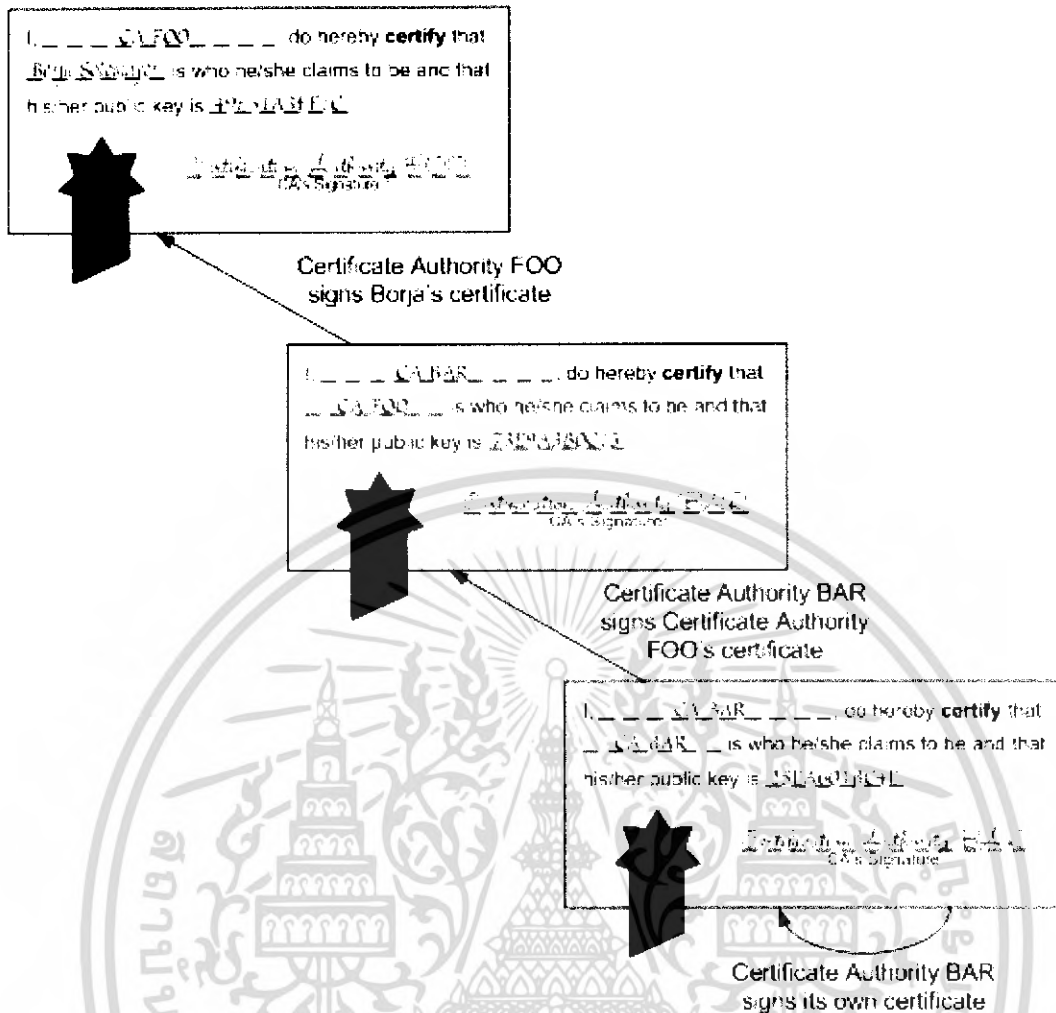 I, CA FOO do hereby certify that
is who he/she claims to be and that
his/her public key is
CA's Signature
Certificate Authority FOO
signs Borja's certificate
I, CA BAR, do hereby certify that
CA FOO is who he/she claims to be and that
his/her public key is
CA's Signature
Certificate Authority BAR
signs Certificate Authority
FOO's certificate
I, CA BAR, do hereby certify that
CA BAR is who he/she claims to be and that
his/her public key is
CA's Signature
Certificate Authority BAR
signs its own certificate